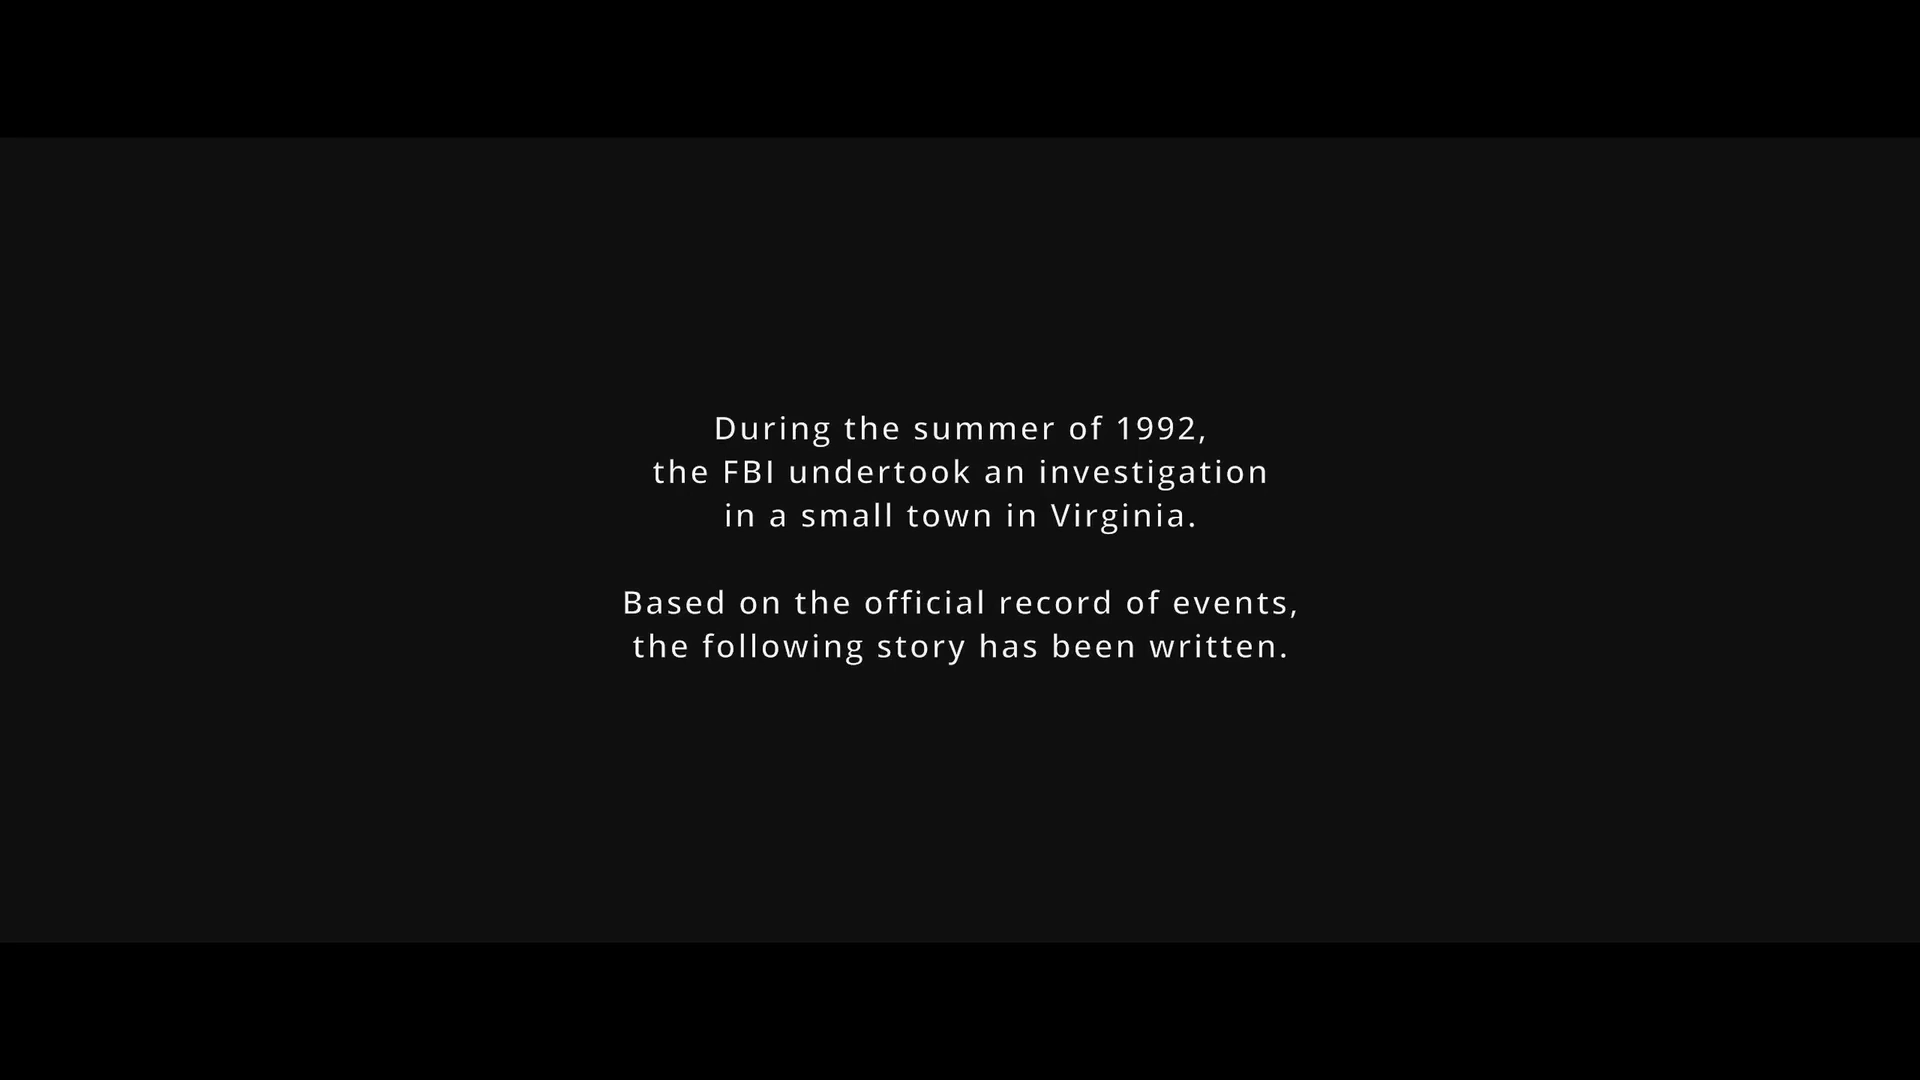 During the summer of 1992,
the FBI undertook an investigation
in a small town in Virginia.
Based on the official record of events,
the following story has been written.